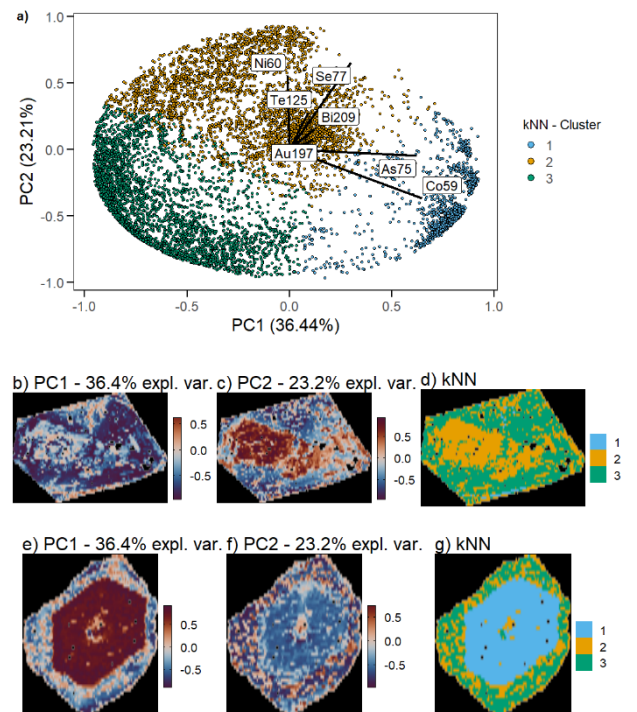 a)
1.0
0.5
0.0
-0.5
-1.0
PC2 (23.21%)
Ni60
Se77
Te125
Bi209
Au197
As75
Co59
-1.0 -0.5 0.0 0.5 1.0
PC1 (36.44%)
kNN - Cluster
1
2
3
b) PC1 - 36.4% expl. var.
0.5
0.0
-0.5
c) PC2 - 23.2% expl. var.
0.5
0.0
-0.5
d) kNN
1
2
3
e) PC1 - 36.4% expl. var.
0.5
0.0
-0.5
f) PC2 - 23.2% expl. var.
0.5
0.0
-0.5
g) kNN
1
2
3